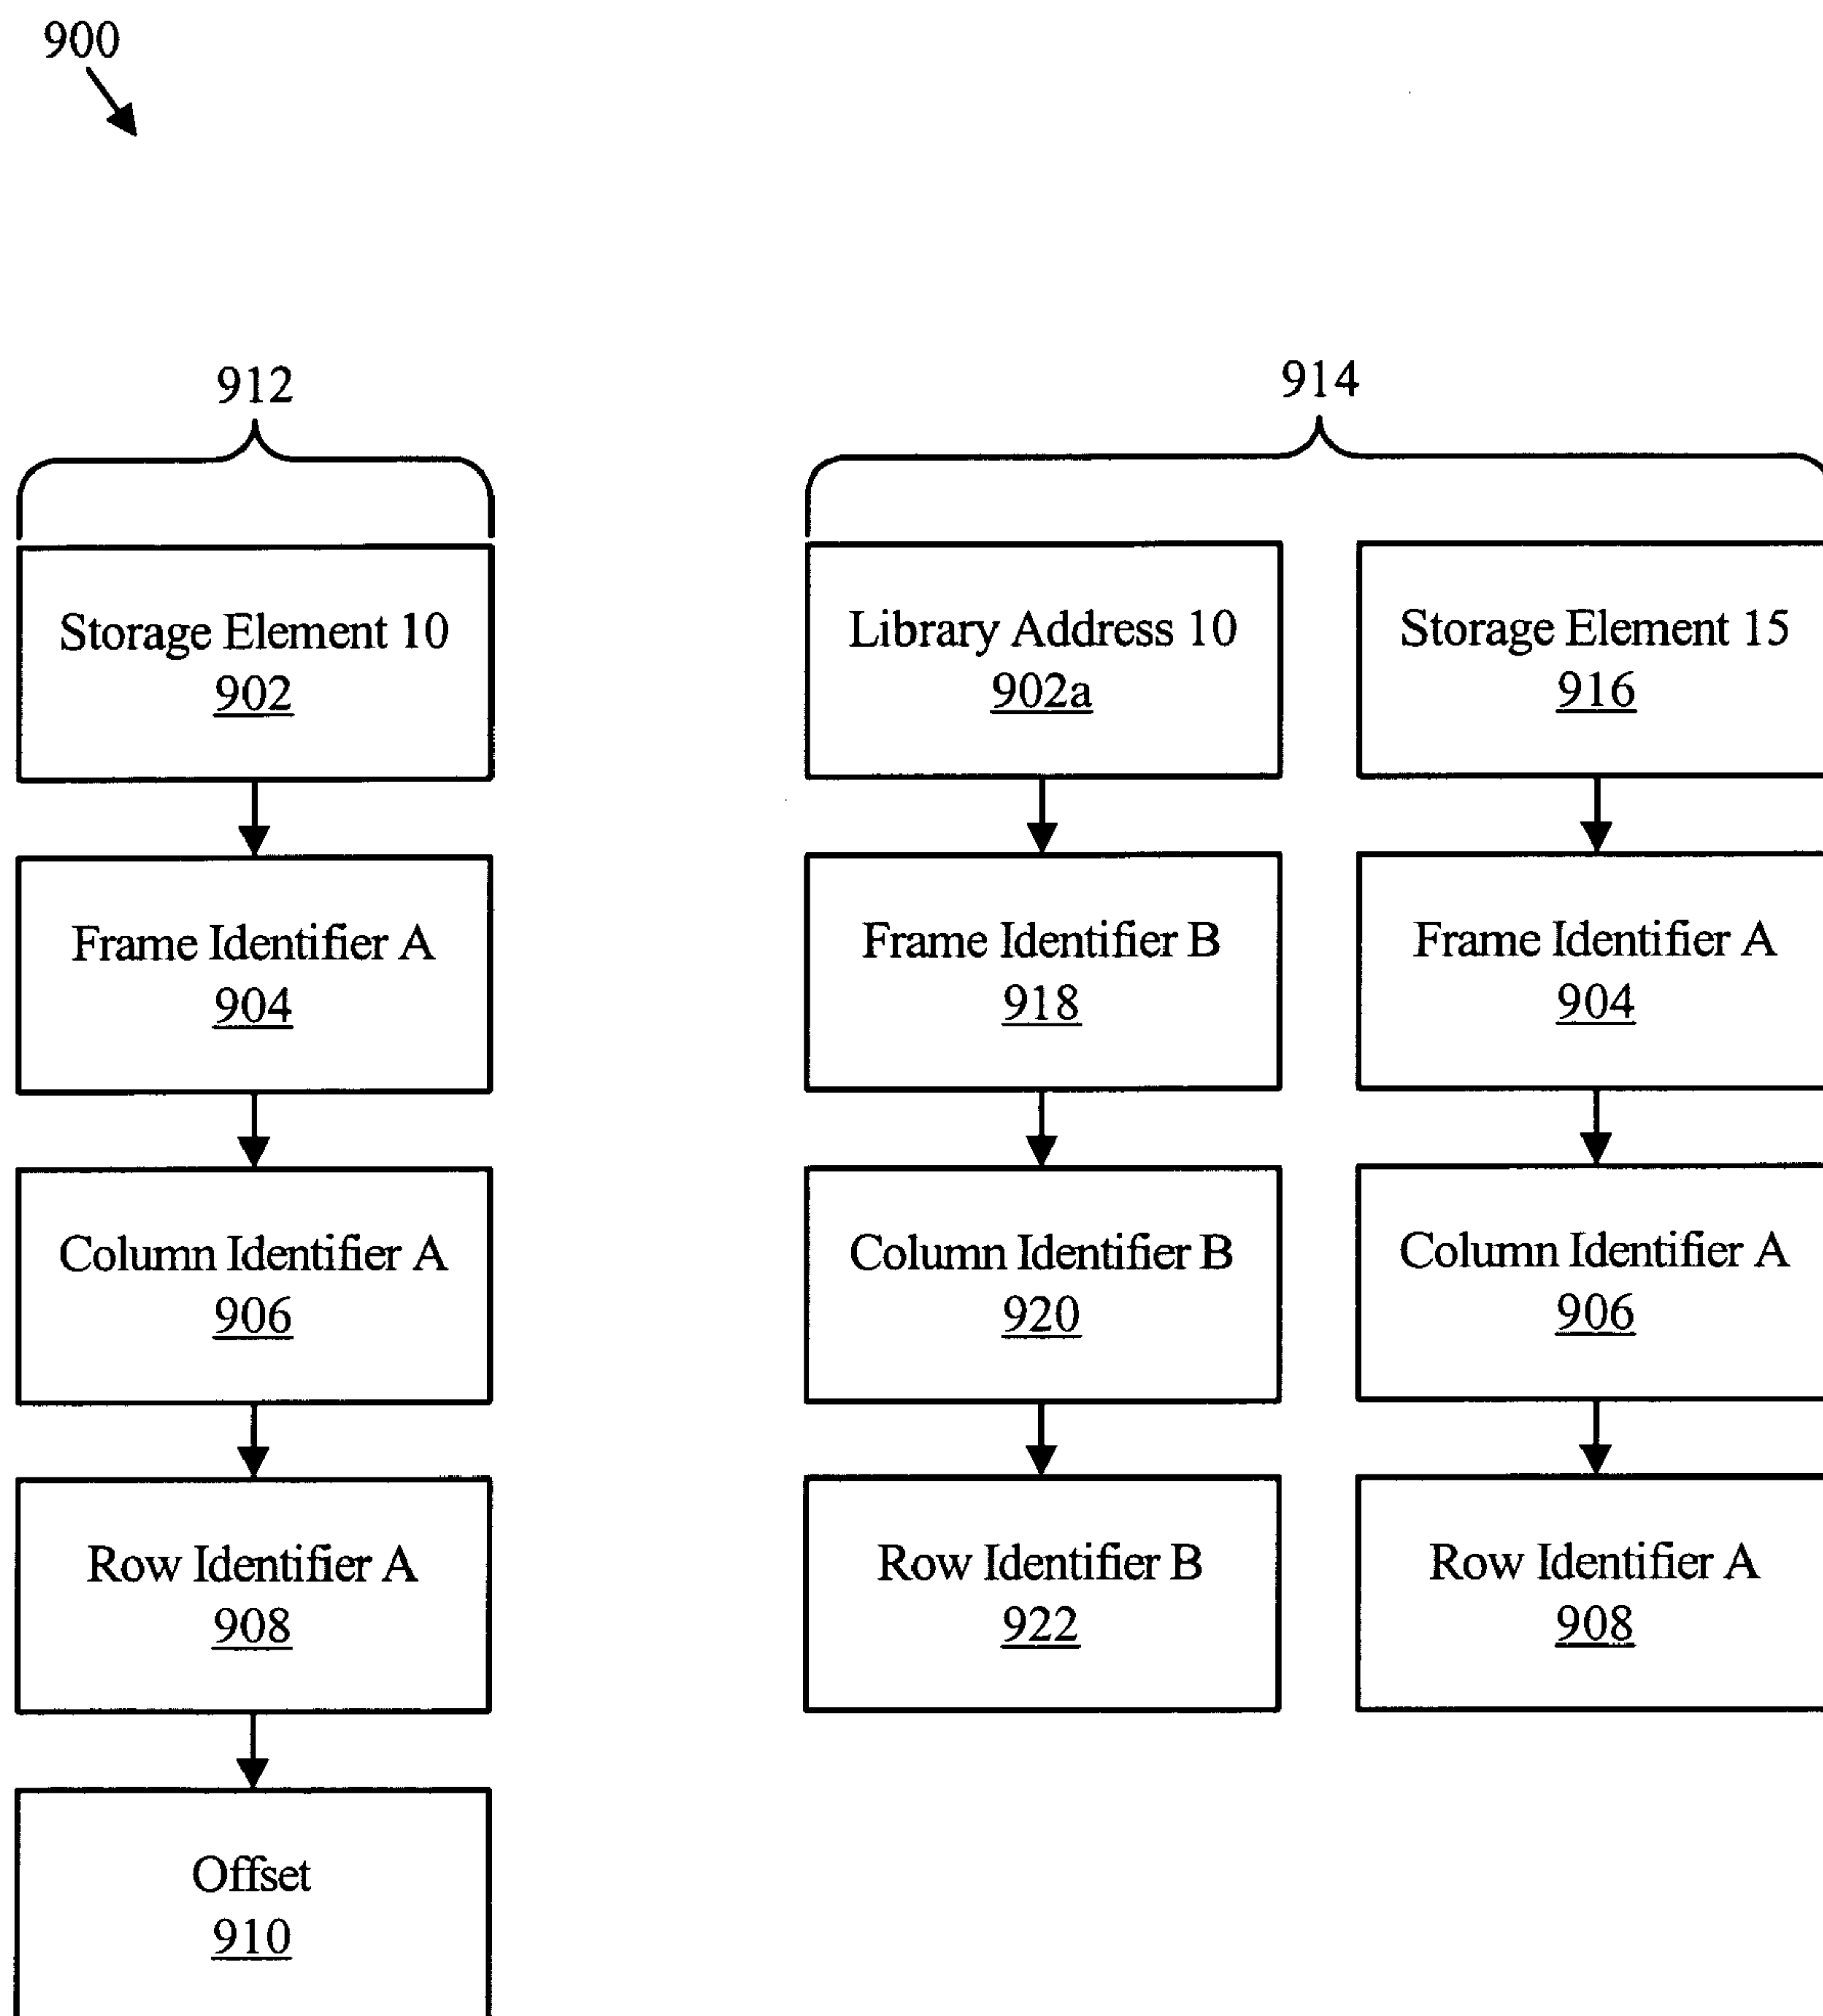 900
912
Storage Element 10
902
Frame Identifier A
904
Column Identifier A
906
Row Identifier A
908
Offset
910
914
Library Address 10
902a
Frame Identifier B
918
Column Identifier B
920
Row Identifier B
922
Storage Element 15
916
Frame Identifier A
904
Column Identifier A
906
Row Identifier A
908